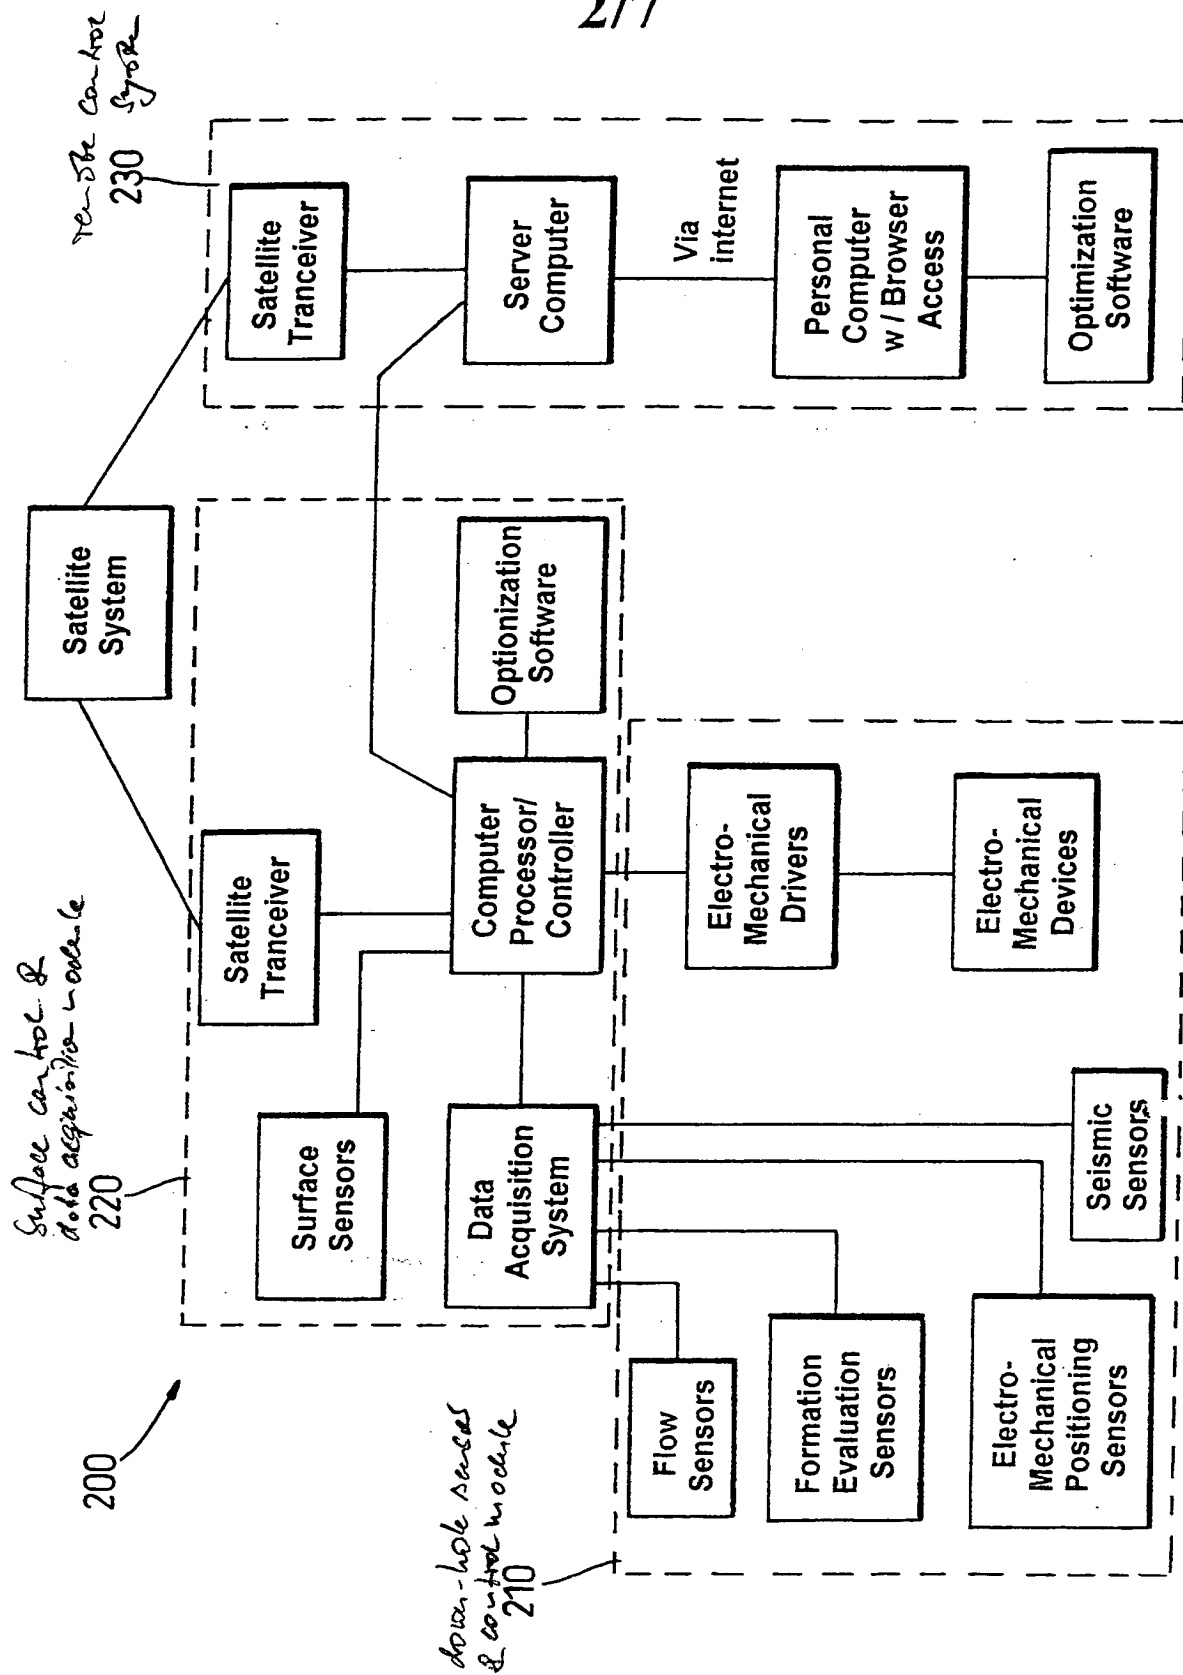 2/7
remote control
system
230
Satellite
System
Surface control &
data acquisition module
220
200
down-hole sensors
& control module
210
Satellite
Tranceiver
Server
Computer
Via
internet
Personal
Computer
w / Browser
Access
Optimization
Software
Satellite
Tranceiver
Surface
Sensors
Computer
Processor/
Controller
Optionization
Software
Data
Acquisition
System
Electro-
Mechanical
Drivers
Electro-
Mechanical
Devices
Flow
Sensors
Formation
Evaluation
Sensors
Electro-
Mechanical
Positioning
Sensors
Seismic
Sensors